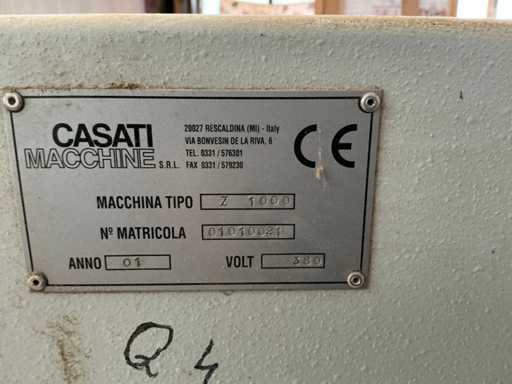 CASATI
MACCHINE S.R.L.
20027 RESCALDINA (MI) - Italy
VIA BONVESIN DE LA RIVA, 6
TEL. 0331 / 576301
FAX 0331 / 579230
CE
MACCHINA TIPO Z 1000
Nº MATRICOLA 01010021
ANNO 01 VOLT 380
Q 4